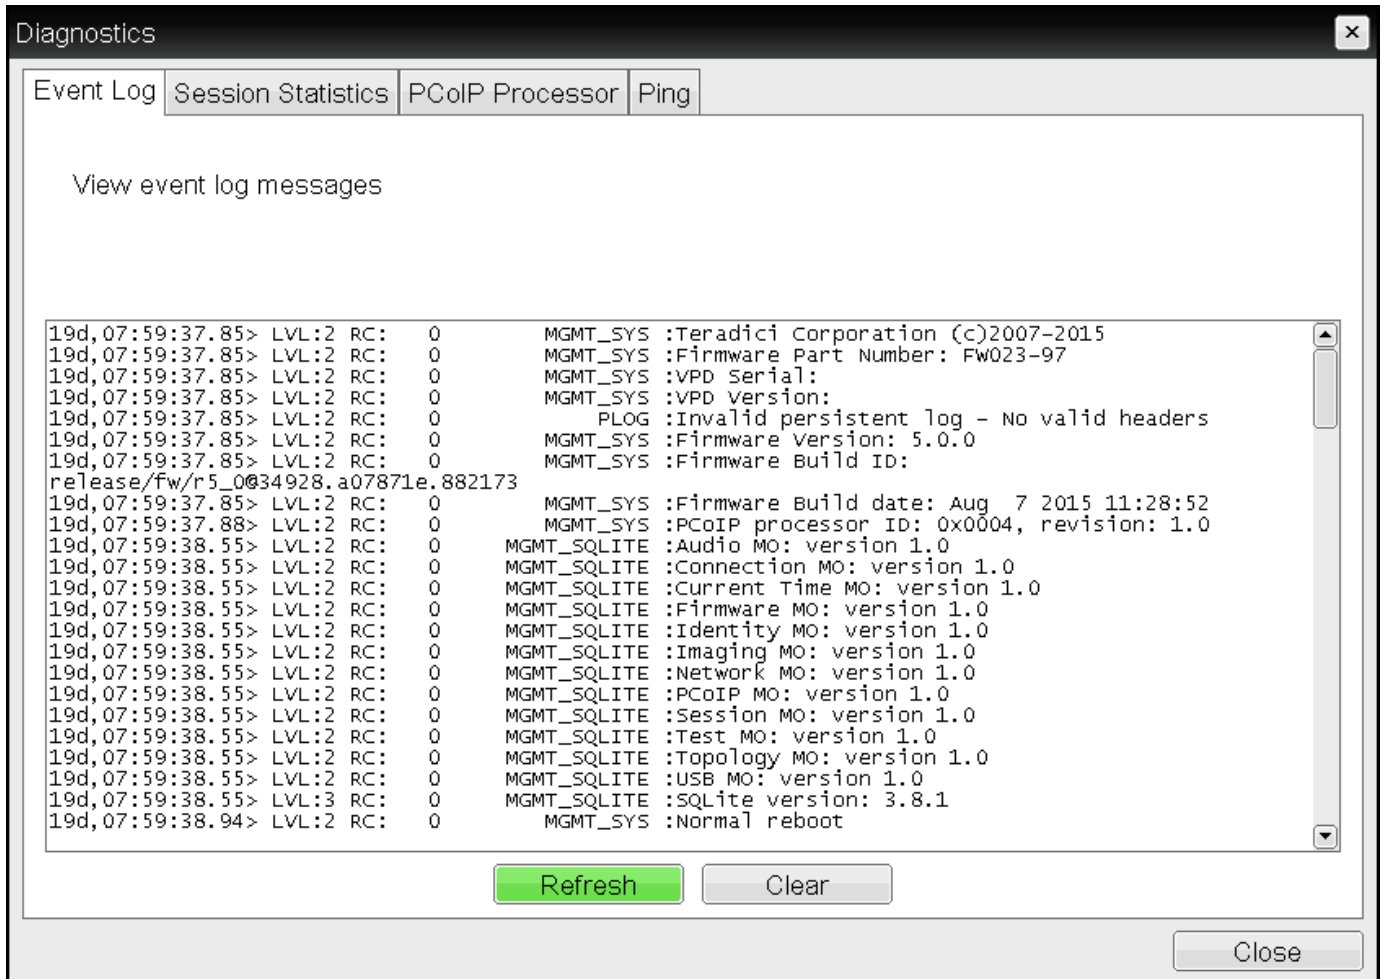 Diagnostics
Event Log Session Statistics PCoIP Processor Ping
View event log messages
19d,07:59:37.85> LVL:2 RC: 0 MGMT_SYS :Teradici Corporation (c)2007-2015
19d,07:59:37.85> LVL:2 RC: 0 MGMT_SYS :Firmware Part Number: FW023-97
19d,07:59:37.85> LVL:2 RC: 0 MGMT_SYS :VPD Serial:
19d,07:59:37.85> LVL:2 RC: 0 MGMT_SYS :VPD Version:
19d,07:59:37.85> LVL:2 RC: 0 PLOG :Invalid persistent log - No valid headers
19d,07:59:37.85> LVL:2 RC: 0 MGMT_SYS :Firmware Version: 5.0.0
19d,07:59:37.85> LVL:2 RC: 0 MGMT_SYS :Firmware Build ID:
release/fw/r5_0@34928.a07871e.882173
19d,07:59:37.85> LVL:2 RC: 0 MGMT_SYS :Firmware Build date: Aug 7 2015 11:28:52
19d,07:59:37.88> LVL:2 RC: 0 MGMT_SYS :PCoIP processor ID: 0x0004, revision: 1.0
19d,07:59:38.55> LVL:2 RC: 0 MGMT_SQLITE :Audio MO: version 1.0
19d,07:59:38.55> LVL:2 RC: 0 MGMT_SQLITE :Connection MO: version 1.0
19d,07:59:38.55> LVL:2 RC: 0 MGMT_SQLITE :Current Time MO: version 1.0
19d,07:59:38.55> LVL:2 RC: 0 MGMT_SQLITE :Firmware MO: version 1.0
19d,07:59:38.55> LVL:2 RC: 0 MGMT_SQLITE :Identity MO: version 1.0
19d,07:59:38.55> LVL:2 RC: 0 MGMT_SQLITE :Imaging MO: version 1.0
19d,07:59:38.55> LVL:2 RC: 0 MGMT_SQLITE :Network MO: version 1.0
19d,07:59:38.55> LVL:2 RC: 0 MGMT_SQLITE :PCoIP MO: version 1.0
19d,07:59:38.55> LVL:2 RC: 0 MGMT_SQLITE :Session MO: version 1.0
19d,07:59:38.55> LVL:2 RC: 0 MGMT_SQLITE :Test MO: version 1.0
19d,07:59:38.55> LVL:2 RC: 0 MGMT_SQLITE :Topology MO: version 1.0
19d,07:59:38.55> LVL:2 RC: 0 MGMT_SQLITE :USB MO: version 1.0
19d,07:59:38.55> LVL:3 RC: 0 MGMT_SQLITE :SQLite version: 3.8.1
19d,07:59:38.94> LVL:2 RC: 0 MGMT_SYS :Normal reboot
Refresh Clear
Close